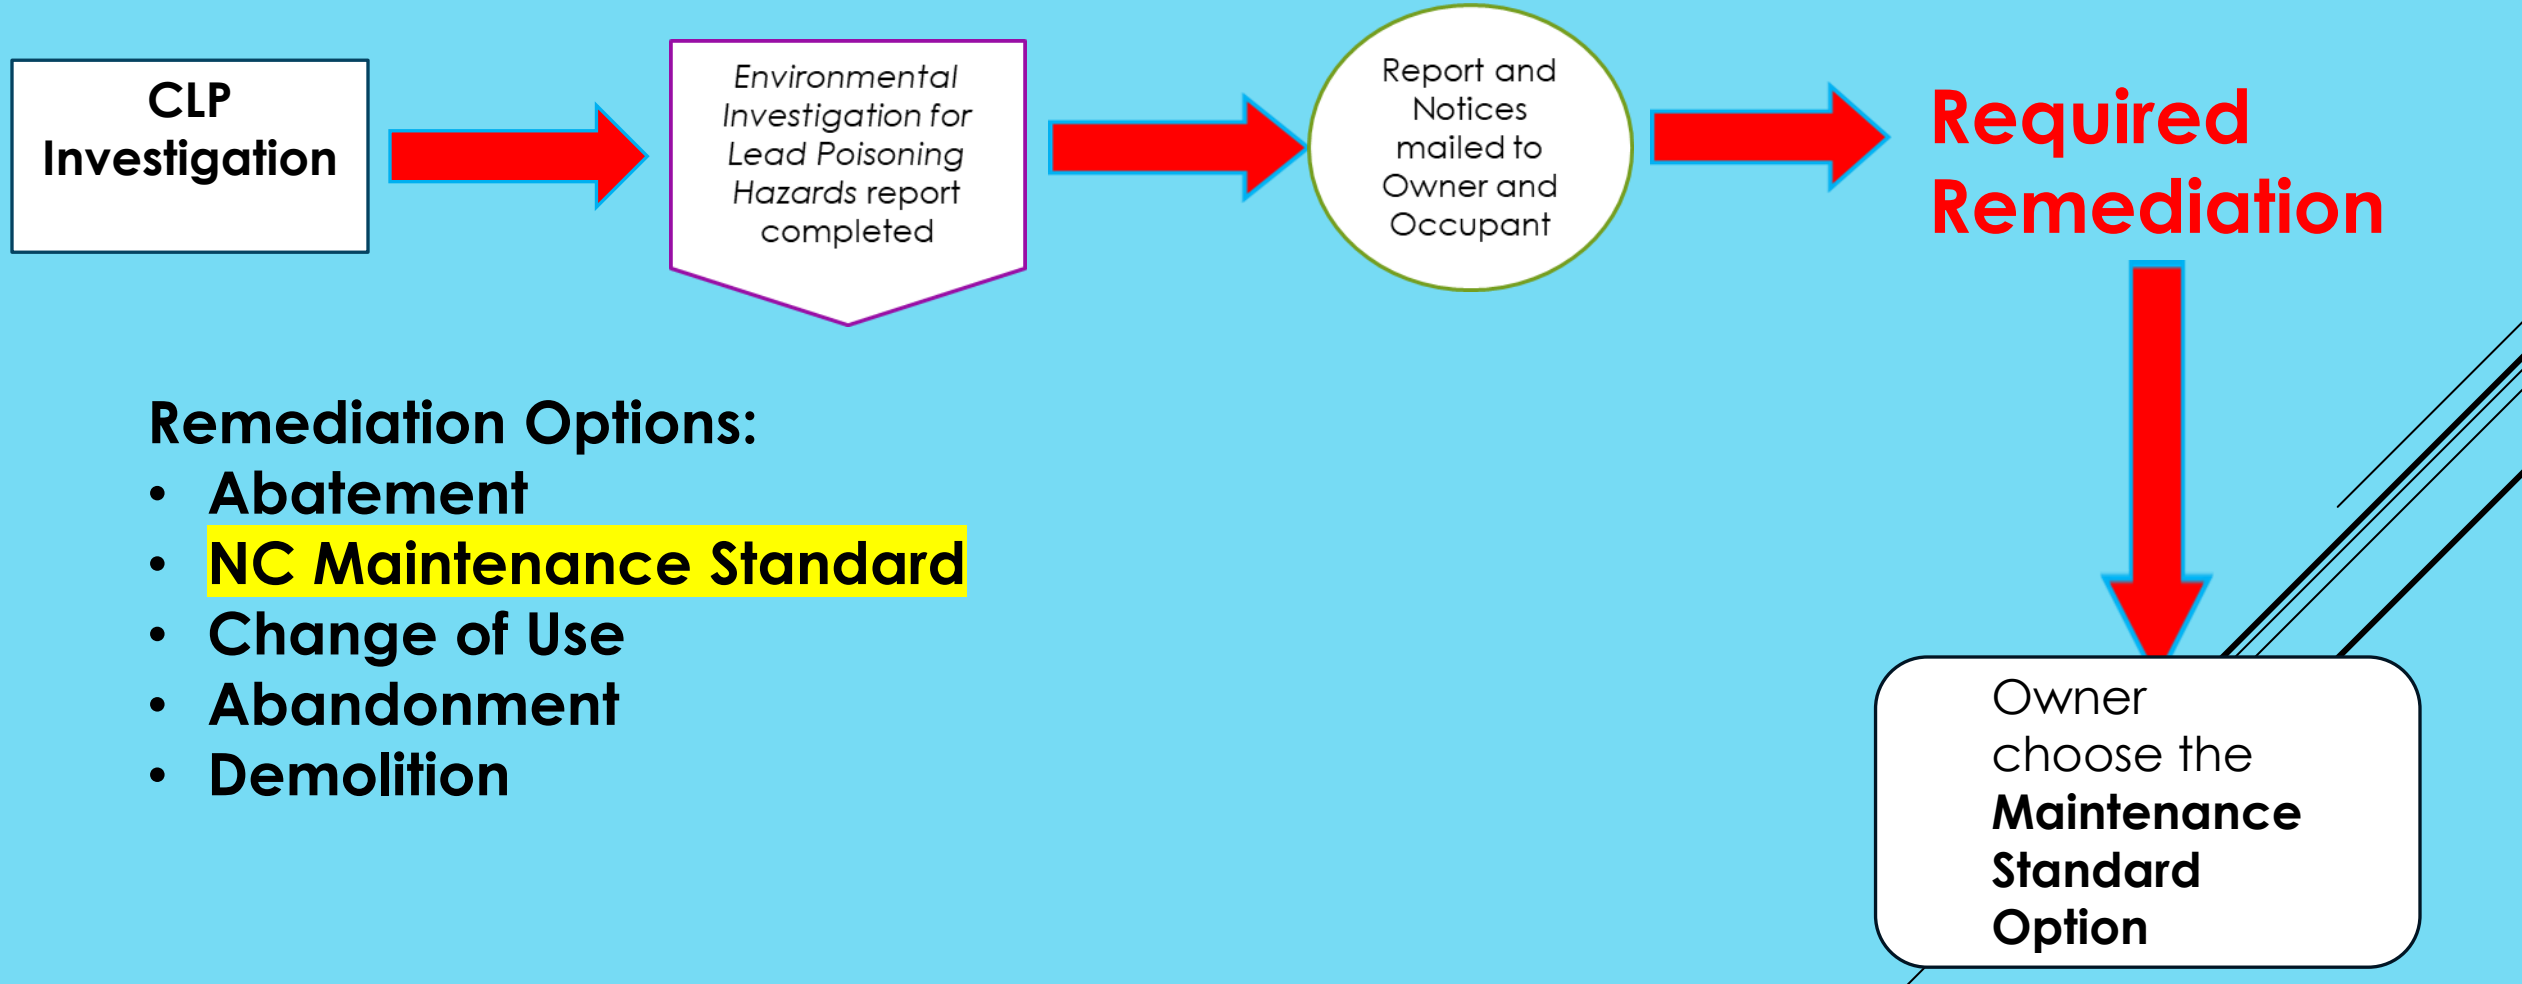 CLP
Investigation
Environmental
Investigation for
Lead Poisoning
Hazards report
completed
Report and
Notices
mailed to
Owner and
Occupant
Required
Remediation
Remediation Options:
• Abatement
• NC Maintenance Standard
• Change of Use
• Abandonment
• Demolition
Owner
choose the
Maintenance
Standard
Option